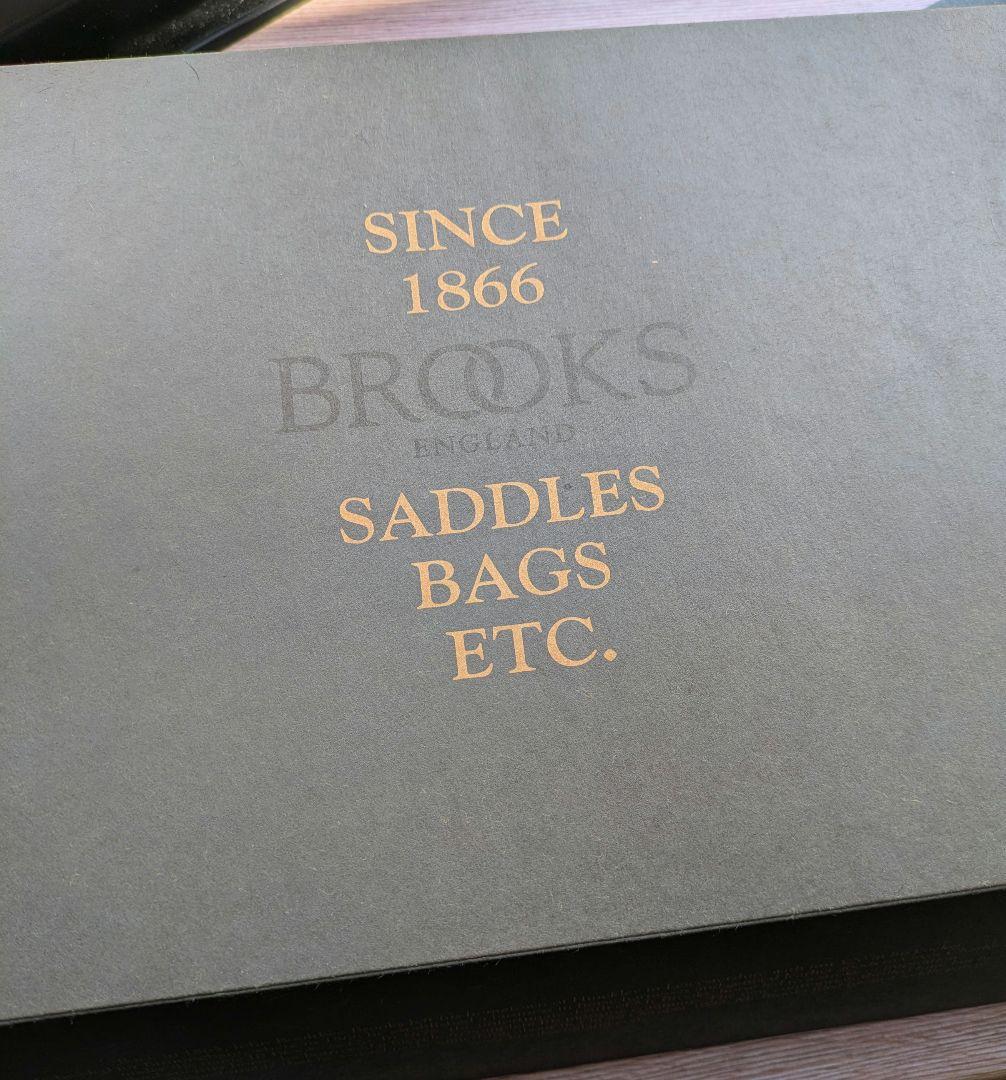 SINCE
1866
BROOKS
ENGLAND
SADDLES
BAGS
ETC.